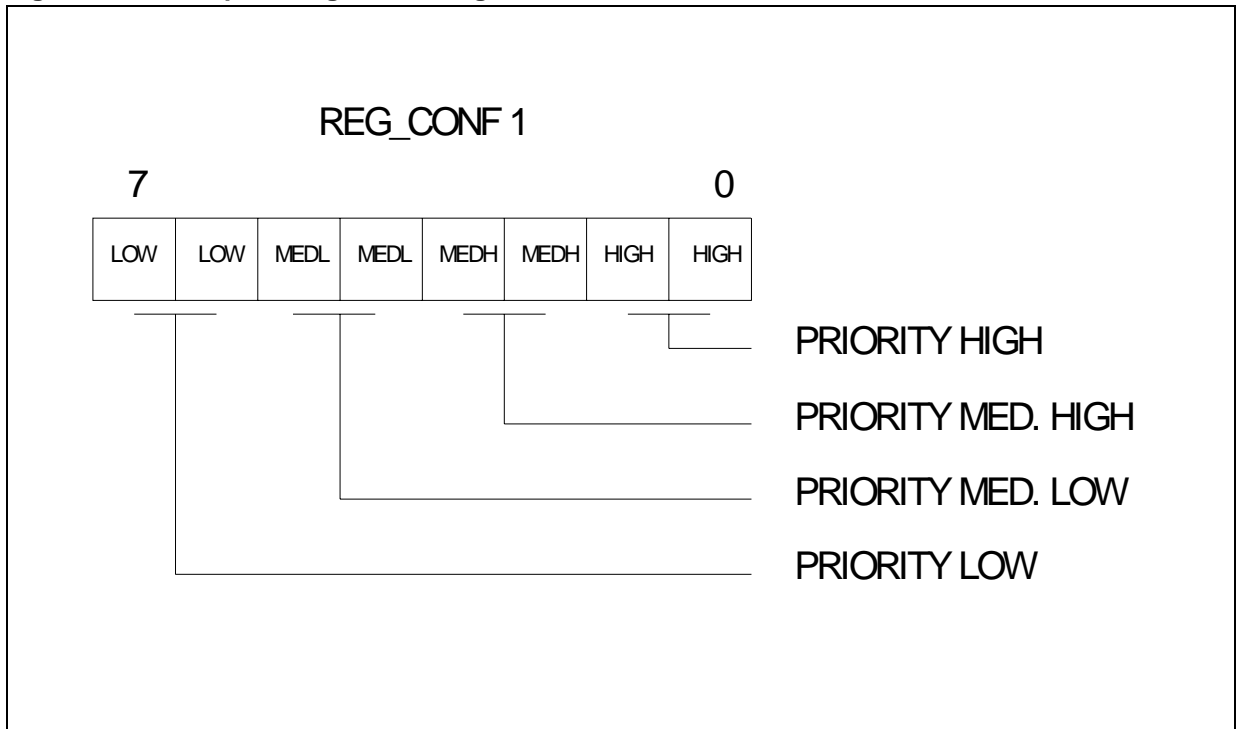 REG_CONF 1
7 0
LOW LOW MEDL MEDL MEDH MEDH HIGH HIGH
PRIORITY HIGH
PRIORITY MED. HIGH
PRIORITY MED. LOW
PRIORITY LOW